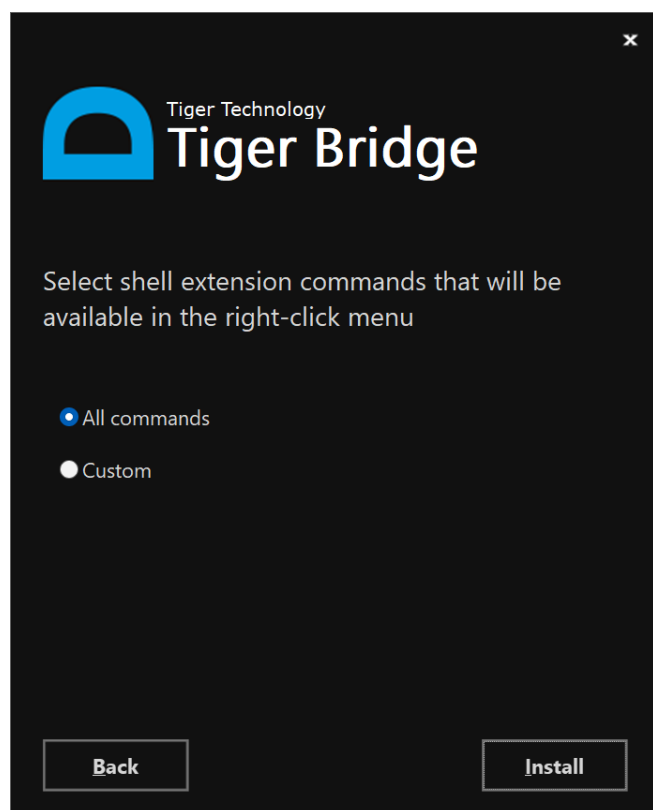 Tiger Technology
Tiger Bridge
Select shell extension commands that will be
available in the right-click menu
All commands
Custom
Back
Install